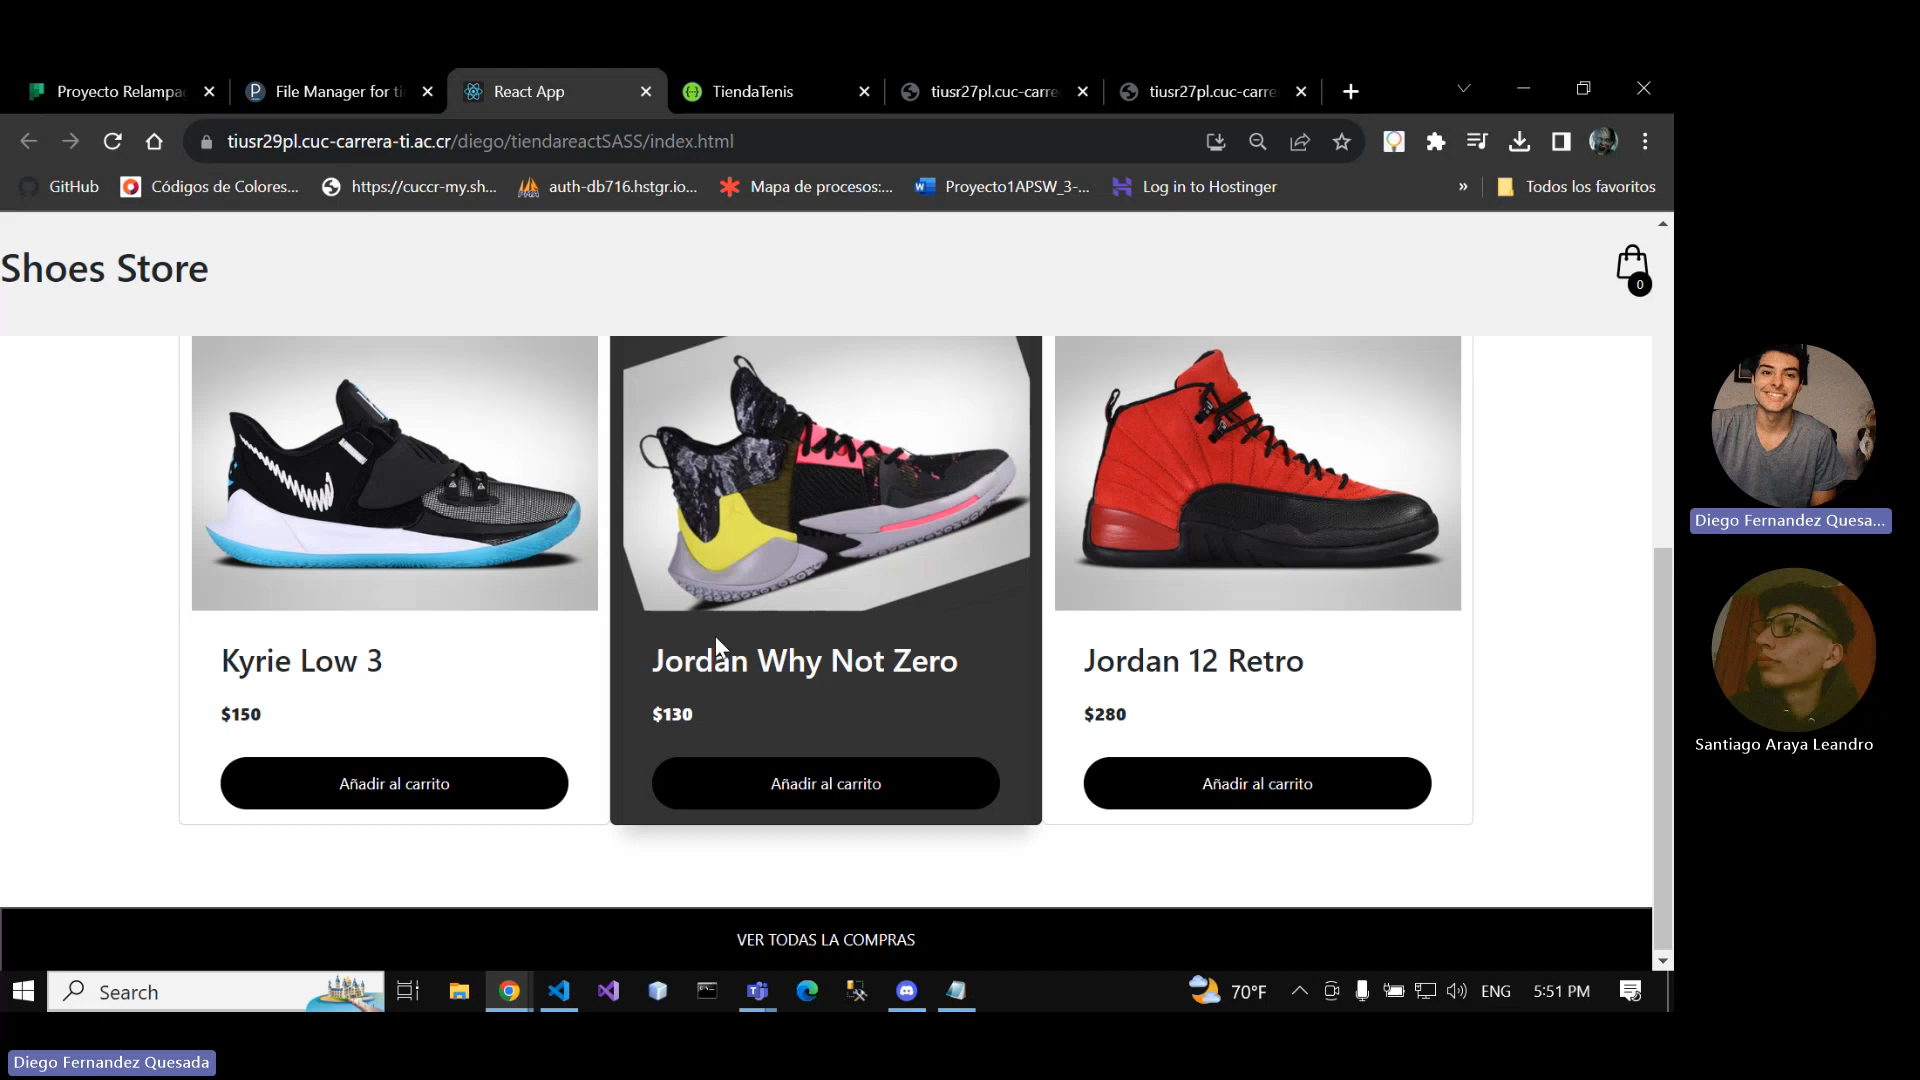 Proyecto Relampa
File Manager for ti
React App
TiendaTenis
tiusr27pl.cuc-carre
tiusr27pl.cuc-carre
tiusr29pl.cuc-carrera-ti.ac.cr/diego/tiendareactSASS/index.html
GitHub
Códigos de Colores...
https://cuccr-my.sh...
auth-db716.hstgr.io...
Mapa de procesos:...
Proyecto1APSW_3-...
Log in to Hostinger
»
Todos los favoritos
Shoes Store
0
Kyrie Low 3
Jordan Why Not Zero
Jordan 12 Retro
$150
$130
$280
Añadir al carrito
Añadir al carrito
Añadir al carrito
VER TODAS LA COMPRAS
Search
70°F
ENG
5:51 PM
Diego Fernandez Quesa...
Santiago Araya Leandro
Diego Fernandez Quesada